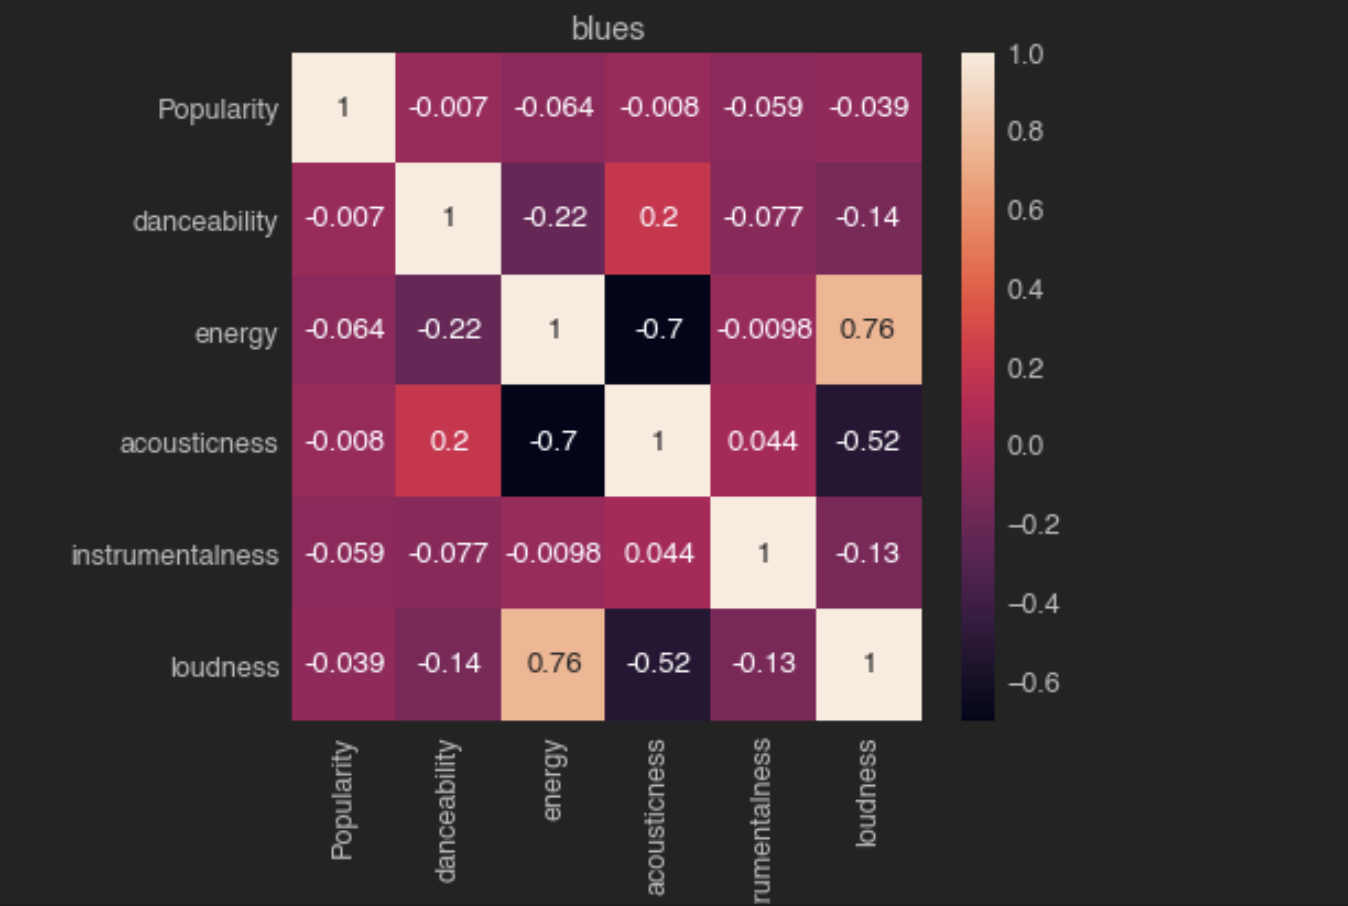 blues
Popularity 1 -0.007 -0.064 -0.008 -0.059 -0.039
danceability -0.007 1 -0.22 0.2 -0.077 -0.14
energy -0.064 -0.22 1 -0.7 -0.0098 0.76
acousticness -0.008 0.2 -0.7 1 0.044 -0.52
instrumentalness -0.059 -0.077 -0.0098 0.044 1 -0.13
loudness -0.039 -0.14 0.76 -0.52 -0.13 1
Popularity
danceability
energy
acousticness
rumentalness
loudness
1.0
0.8
0.6
0.4
0.2
0.0
−0.2
−0.4
−0.6